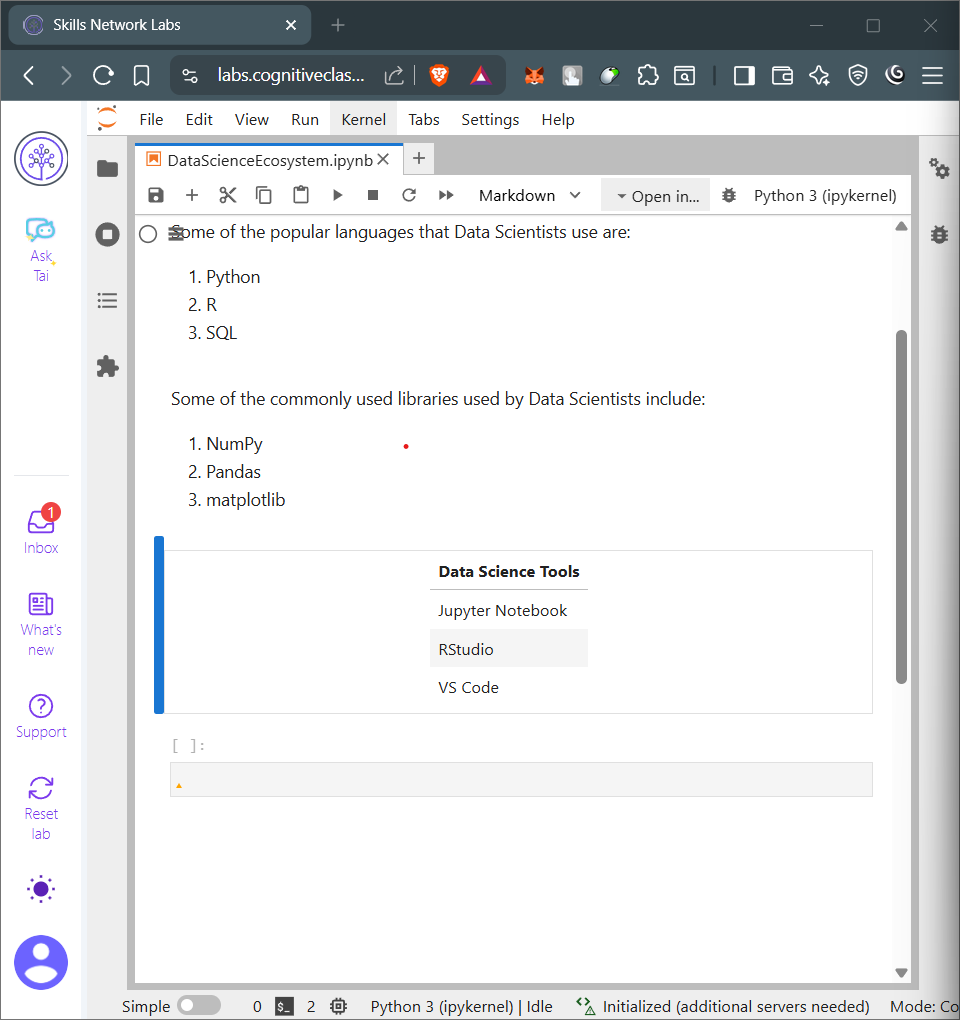 Skills Network Labs
labs.cognitiveclas...
File Edit View Run Kernel Tabs Settings Help
DataScienceEcosystem.ipynb
Markdown Open in... Python 3 (ipykernel)
Ask
Tai
Some of the popular languages that Data Scientists use are:
1. Python
2. R
3. SQL
Some of the commonly used libraries used by Data Scientists include:
1. NumPy
2. Pandas
3. matplotlib
1
Inbox
What's
new
Support
Reset
lab
Data Science Tools
Jupyter Notebook
RStudio
VS Code
[ ]:
Simple 0 $_ 2 Python 3 (ipykernel) | Idle Initialized (additional servers needed) Mode: Co